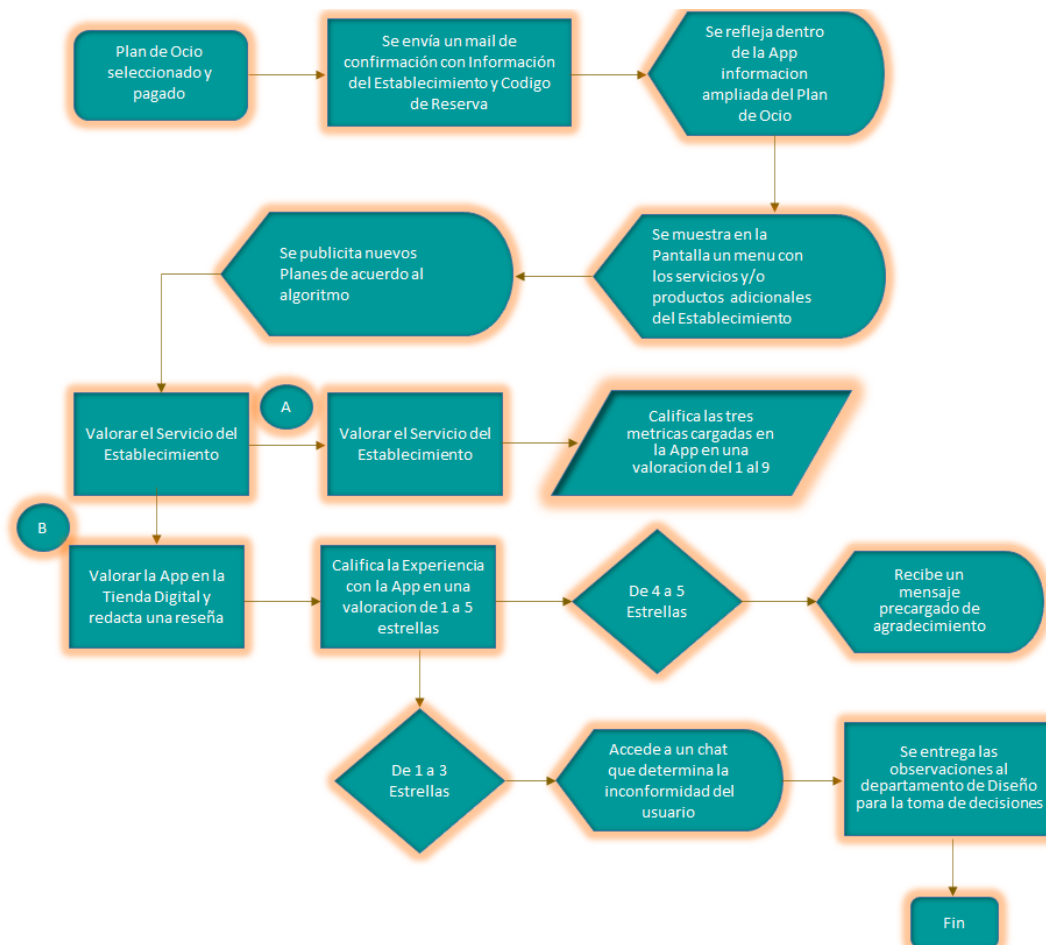 Plan de Ocio
seleccionado y
pagado
Se envía un mail de
confirmación con Información
del Establecimiento y Codigo
de Reserva
Se refleja dentro
de la App
informacion
ampliada del Plan
de Ocio
Se muestra en la
Pantalla un menu con
los servicios y/o
productos adicionales
del Establecimiento
Se publicita nuevos
Planes de acuerdo al
algoritmo
Valorar el Servicio del
Establecimiento
A
Valorar el Servicio del
Establecimiento
Califica las tres
metricas cargadas en
la App en una
valoracion del 1 al 9
B
Valorar la App en la
Tienda Digital y
redacta una reseña
Califica la Experiencia
con la App en una
valoracion de 1 a 5
estrellas
De 4 a 5
Estrellas
Recibe un
mensaje
precargado de
agradecimiento
De 1 a 3
Estrellas
Accede a un chat
que determina la
inconformidad del
usuario
Se entrega las
observaciones al
departamento de Diseño
para la toma de decisiones
Fin